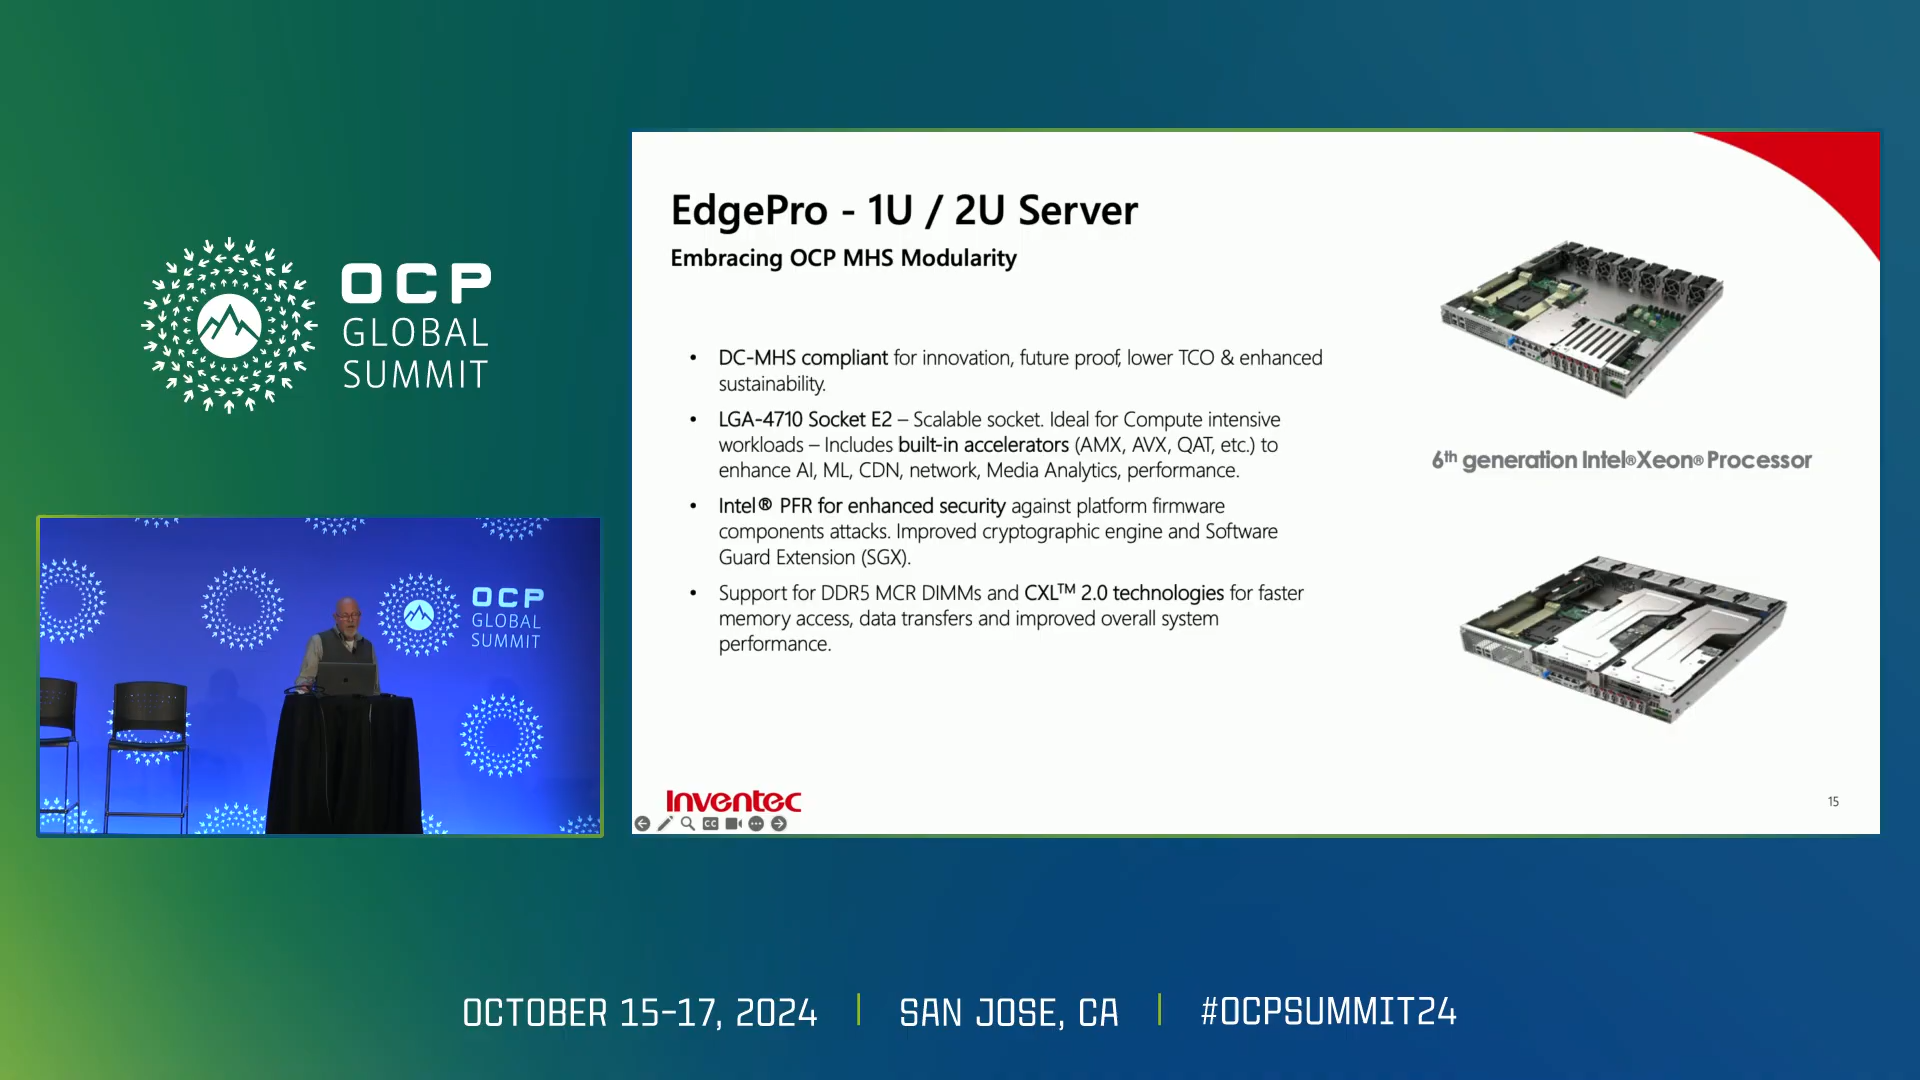 OCP
GLOBAL
SUMMIT
OCP
GLOBAL
SUMMIT
EdgePro - 1U / 2U Server
Embracing OCP MHS Modularity
• DC-MHS compliant for innovation, future proof, lower TCO & enhanced
sustainability.
• LGA-4710 Socket E2 – Scalable socket. Ideal for Compute intensive
workloads – Includes built-in accelerators (AMX, AVX, QAT, etc.) to
enhance AI, ML, CDN, network, Media Analytics, performance.
• Intel® PFR for enhanced security against platform firmware
components attacks. Improved cryptographic engine and Software
Guard Extension (SGX).
• Support for DDR5 MCR DIMMs and CXL™ 2.0 technologies for faster
memory access, data transfers and improved overall system
performance.
6th generation Intel® Xeon® Processor
Inventec
CC
15
OCTOBER 15-17, 2024 | SAN JOSE, CA | #OCPSUMMIT24